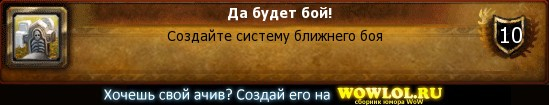 Да будет бой!
Создайте систему ближнего боя
10
Хочешь свой ачив? Создай его на WOWLOL.RU
сборник юмора WoW